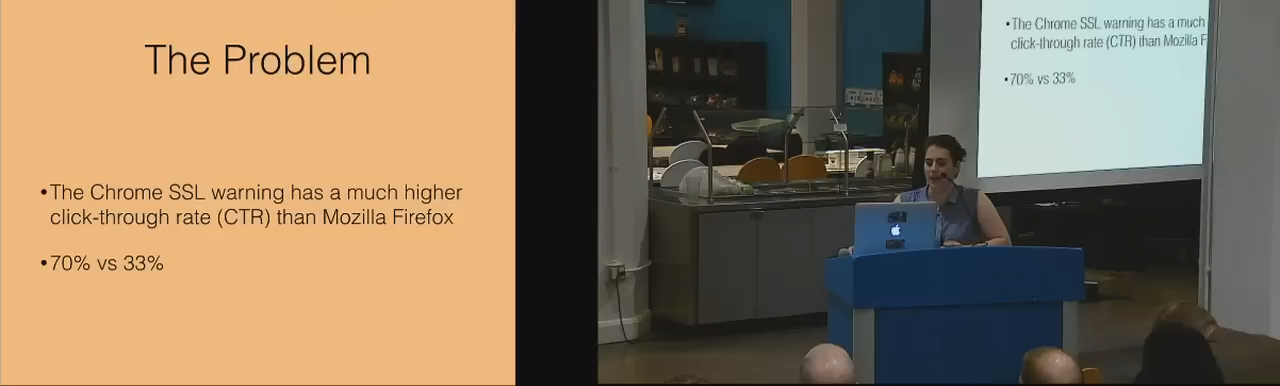 The Problem
•The Chrome SSL warning has a much higher
click-through rate (CTR) than Mozilla Firefox
•70% vs 33%
•The Chrome SSL warning has a much
click-through rate (CTR) than Mozilla F
•70% vs 33%